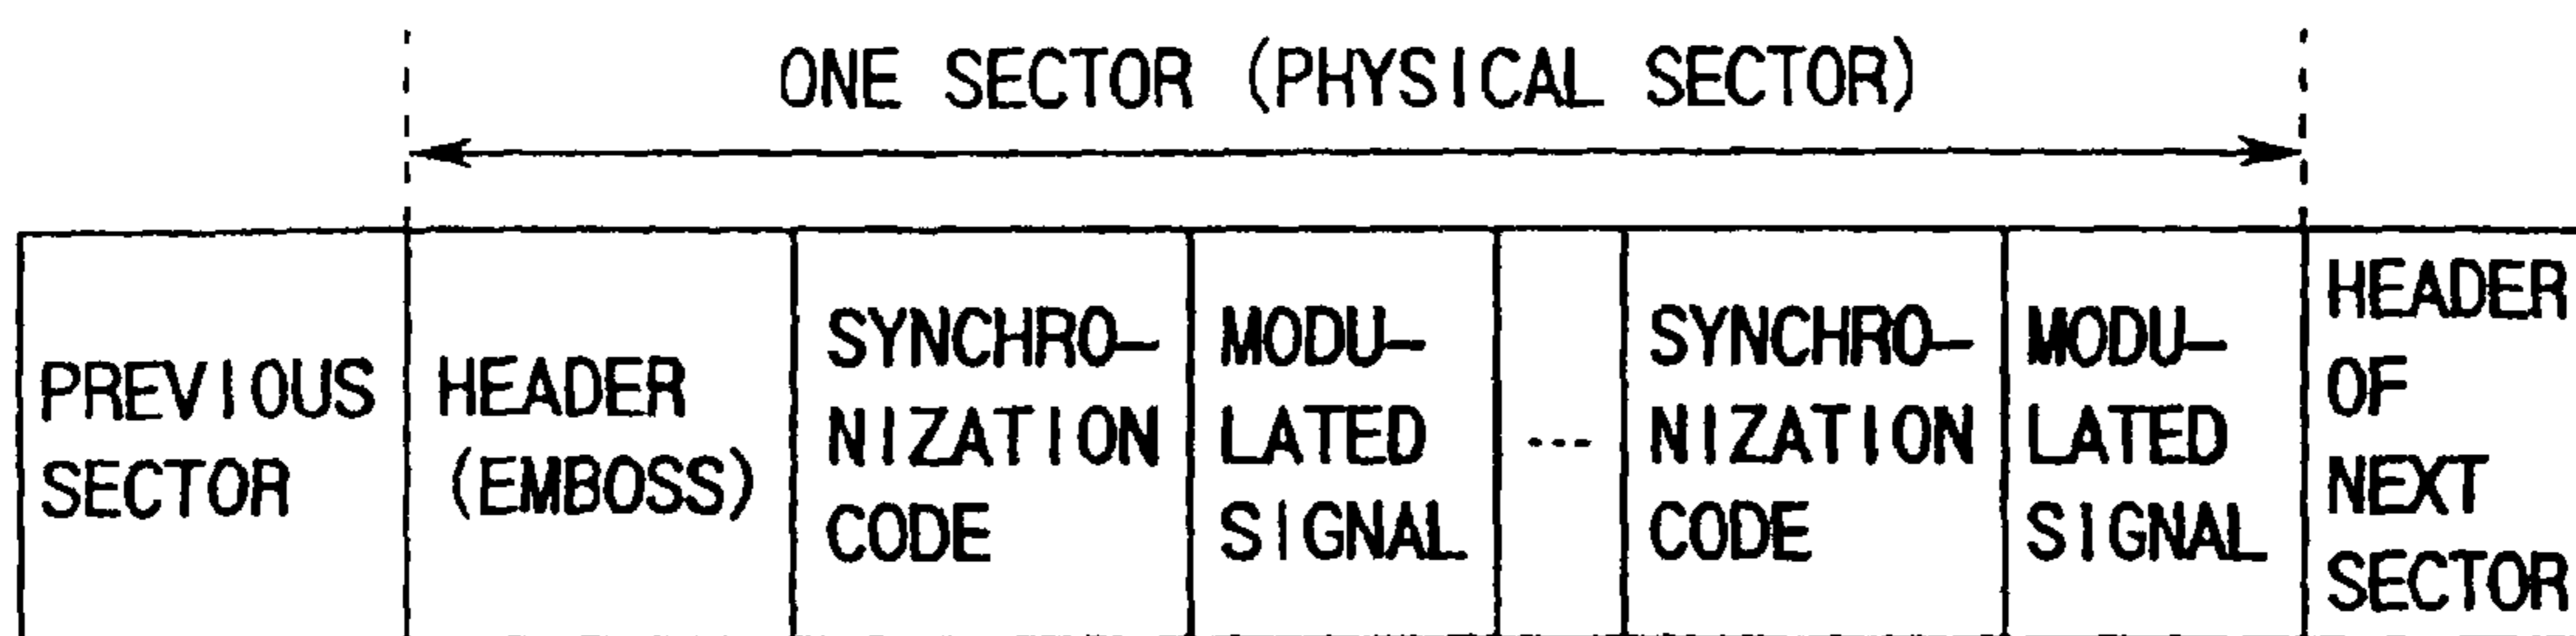 ONE SECTOR (PHYSICAL SECTOR)
PREVIOUS
SECTOR
HEADER
(EMBOSS)
SYNCHRO-
NIZATION
CODE
MODU-
LATED
SIGNAL
---
SYNCHRO-
NIZATION
CODE
MODU-
LATED
SIGNAL
HEADER
OF
NEXT
SECTOR